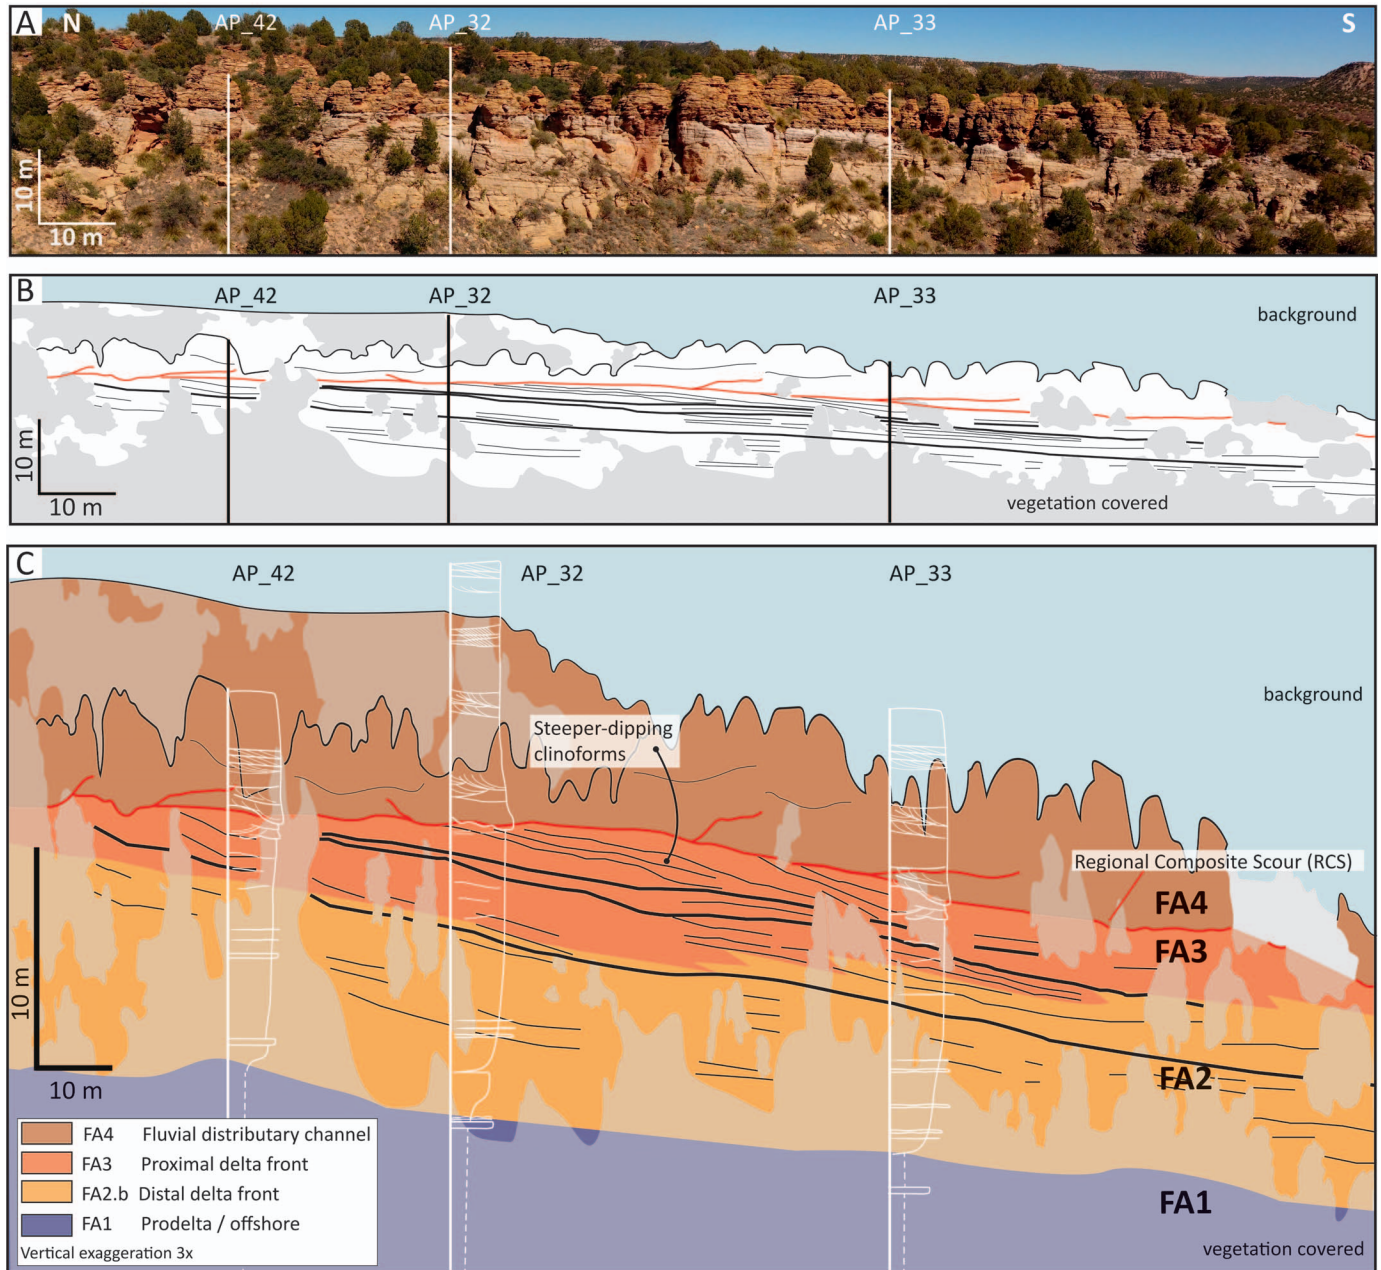 A N AP_42 AP_32 AP_33 S
10 m
10 m
B AP_42 AP_32 AP_33
background
10 m
10 m
vegetation covered
C AP_42 AP_32 AP_33
background
Steeper-dipping
clinoforms
Regional Composite Scour (RCS)
FA4
FA3
10 m
10 m
FA2
FA1
FA4 Fluvial distributary channel
FA3 Proximal delta front
FA2.b Distal delta front
FA1 Prodelta / offshore
Vertical exaggeration 3x
vegetation covered